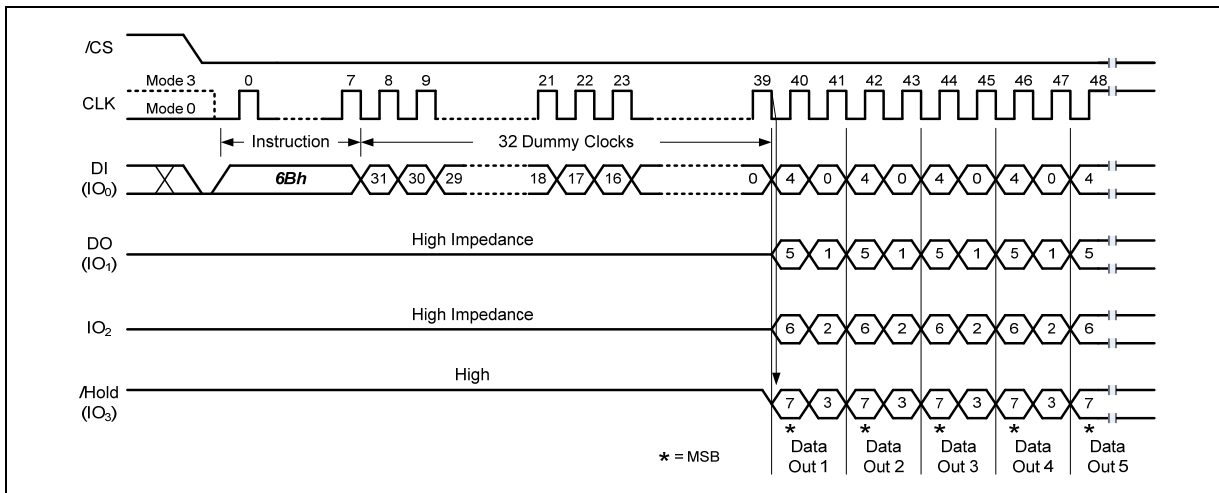 /CS
Mode 3 0 7 8 9 21 22 23 39 40 41 42 43 44 45 46 47 48
CLK
Mode 0
Instruction 32 Dummy Clocks
DI
(IO0) 6Bh 31 30 29 18 17 16 0 4 0 4 0 4 0 4 0 4
High Impedance
DO
(IO1) 5 1 5 1 5 1 5 1 5
High Impedance
IO2 6 2 6 2 6 2 6 2 6
High
/Hold
(IO3) 7 3 7 3 7 3 7 3 7
* * * * *
* = MSB
Data Out 1
Data Out 2
Data Out 3
Data Out 4
Data Out 5